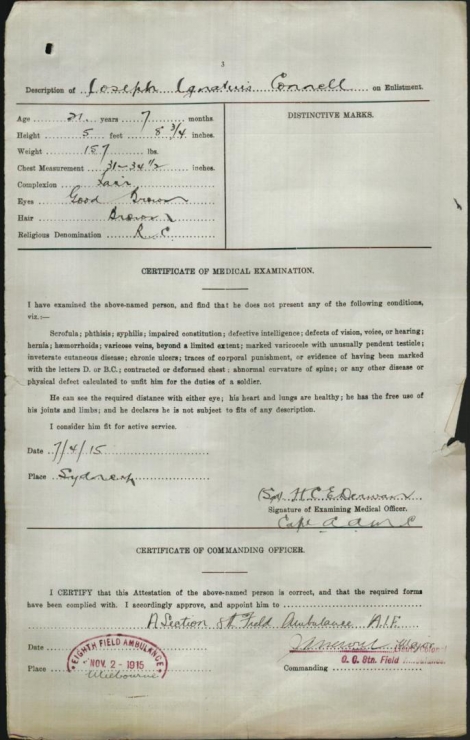 3
Description of Joseph Ignatius Connell on Enlistment.
Age 21 years 7 months
Height 5 feet 8 3/4 inches.
Weight 157 lbs.
Chest Measurement 31-34 1/2 inches.
Complexion Fair
Eyes Good Brown
Hair Brown
Religious Denomination R.C.
DISTINCTIVE MARKS.
CERTIFICATE OF MEDICAL EXAMINATION.
I have examined the above-named person, and find that he does not present any of the following conditions,
viz.:—
Scrofula; phthisis; syphilis; impaired constitution; defective intelligence; defects of vision, voice, or hearing;
hernia; hæmorrhoids; varicose veins, beyond a limited extent; marked varicocele with unusually pendent testicle;
inveterate cutaneous disease; chronic ulcers; traces of corporal punishment, or evidence of having been marked
with the letters D. or B.C.; contracted or deformed chest; abnormal curvature of spine; or any other disease or
physical defect calculated to unfit him for the duties of a soldier.
He can see the required distance with either eye; his heart and lungs are healthy; he has the free use of
his joints and limbs; and he declares he is not subject to fits of any description.
I consider him fit for active service.
Date 7/4/15
Place Sydney
H.C.E.
Signature of Examining Medical Officer.
Capt A.A.M.C
CERTIFICATE OF COMMANDING OFFICER.
I CERTIFY that this Attestation of the above-named person is correct, and that the required forms
have been complied with. I accordingly approve, and appoint him to
A Section 8th Field Ambulance A.I.F.
Date
EIGHTH FIELD AMBULANCE
NOV. 2 - 1915
Place Melbourne
Major
Commanding O.C. 8th. Field Ambulance.